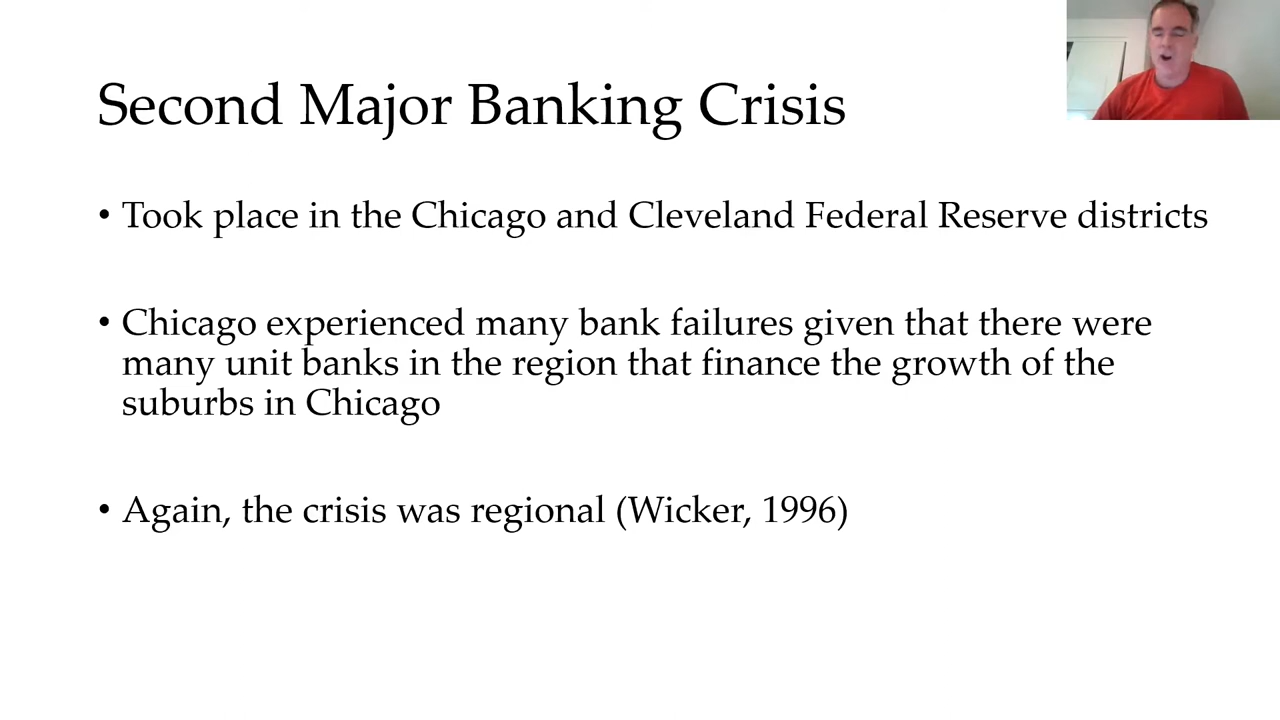 Second Major Banking Crisis
• Took place in the Chicago and Cleveland Federal Reserve districts
• Chicago experienced many bank failures given that there were
many unit banks in the region that finance the growth of the
suburbs in Chicago
• Again, the crisis was regional (Wicker, 1996)